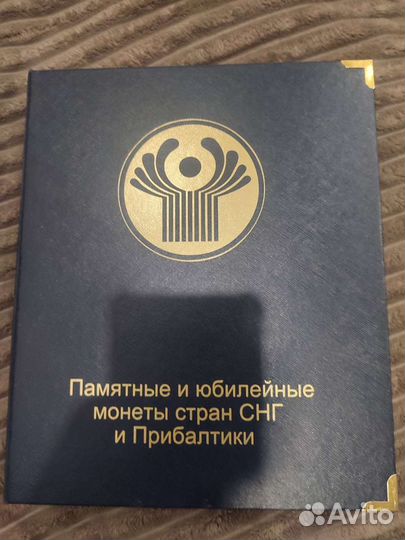 Памятные и юбилейные
монеты стран СНГ
и Прибалтики
Avito